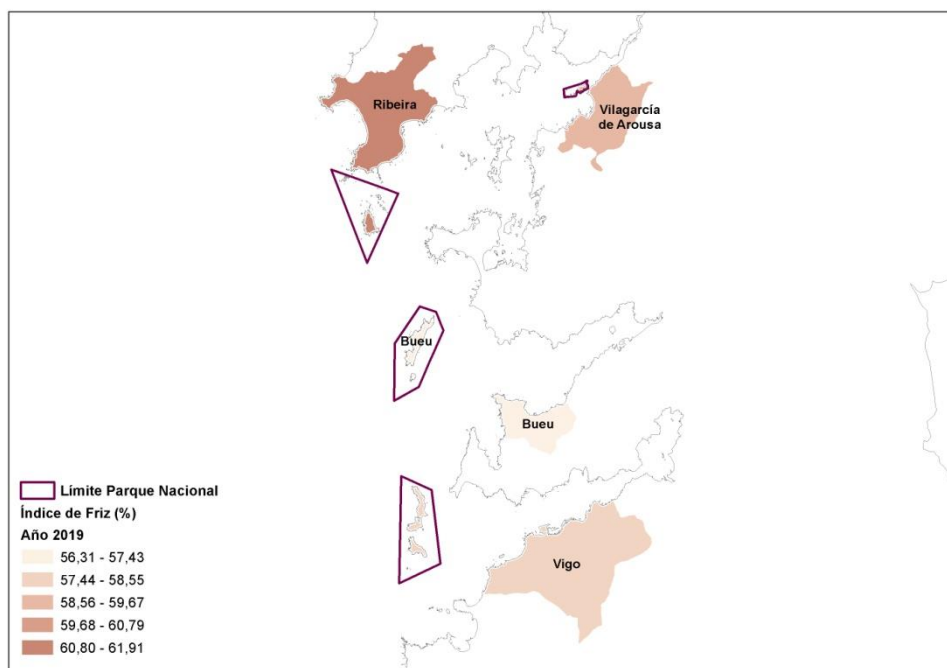 Ribeira
Vilagarcía
de Arousa
Bueu
Bueu
Vigo
Límite Parque Nacional
Índice de Friz (%)
Año 2019
56,31 - 57,43
57,44 - 58,55
58,56 - 59,67
59,68 - 60,79
60,80 - 61,91